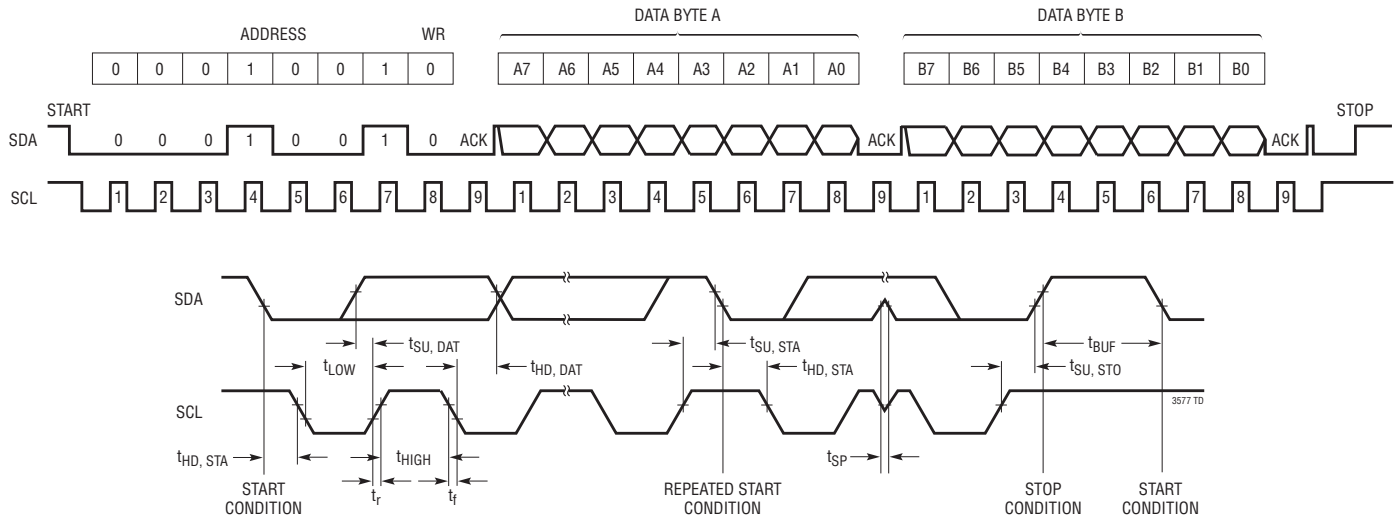 ADDRESS WR DATA BYTE A DATA BYTE B
0 0 0 1 0 0 1 0 A7 A6 A5 A4 A3 A2 A1 A0 B7 B6 B5 B4 B3 B2 B1 B0
START STOP
SDA 0 0 0 1 0 0 1 0 ACK ACK ACK
SCL 1 2 3 4 5 6 7 8 9 1 2 3 4 5 6 7 8 9 1 2 3 4 5 6 7 8 9
SDA
tSU, DAT tSU, STA tBUF
tLOW tHD, DAT tHD, STA tSU, STO
SCL 3577 TD
tHD, STA tHIGH tSP
tr tf
START CONDITION
REPEATED START CONDITION
STOP CONDITION
START CONDITION